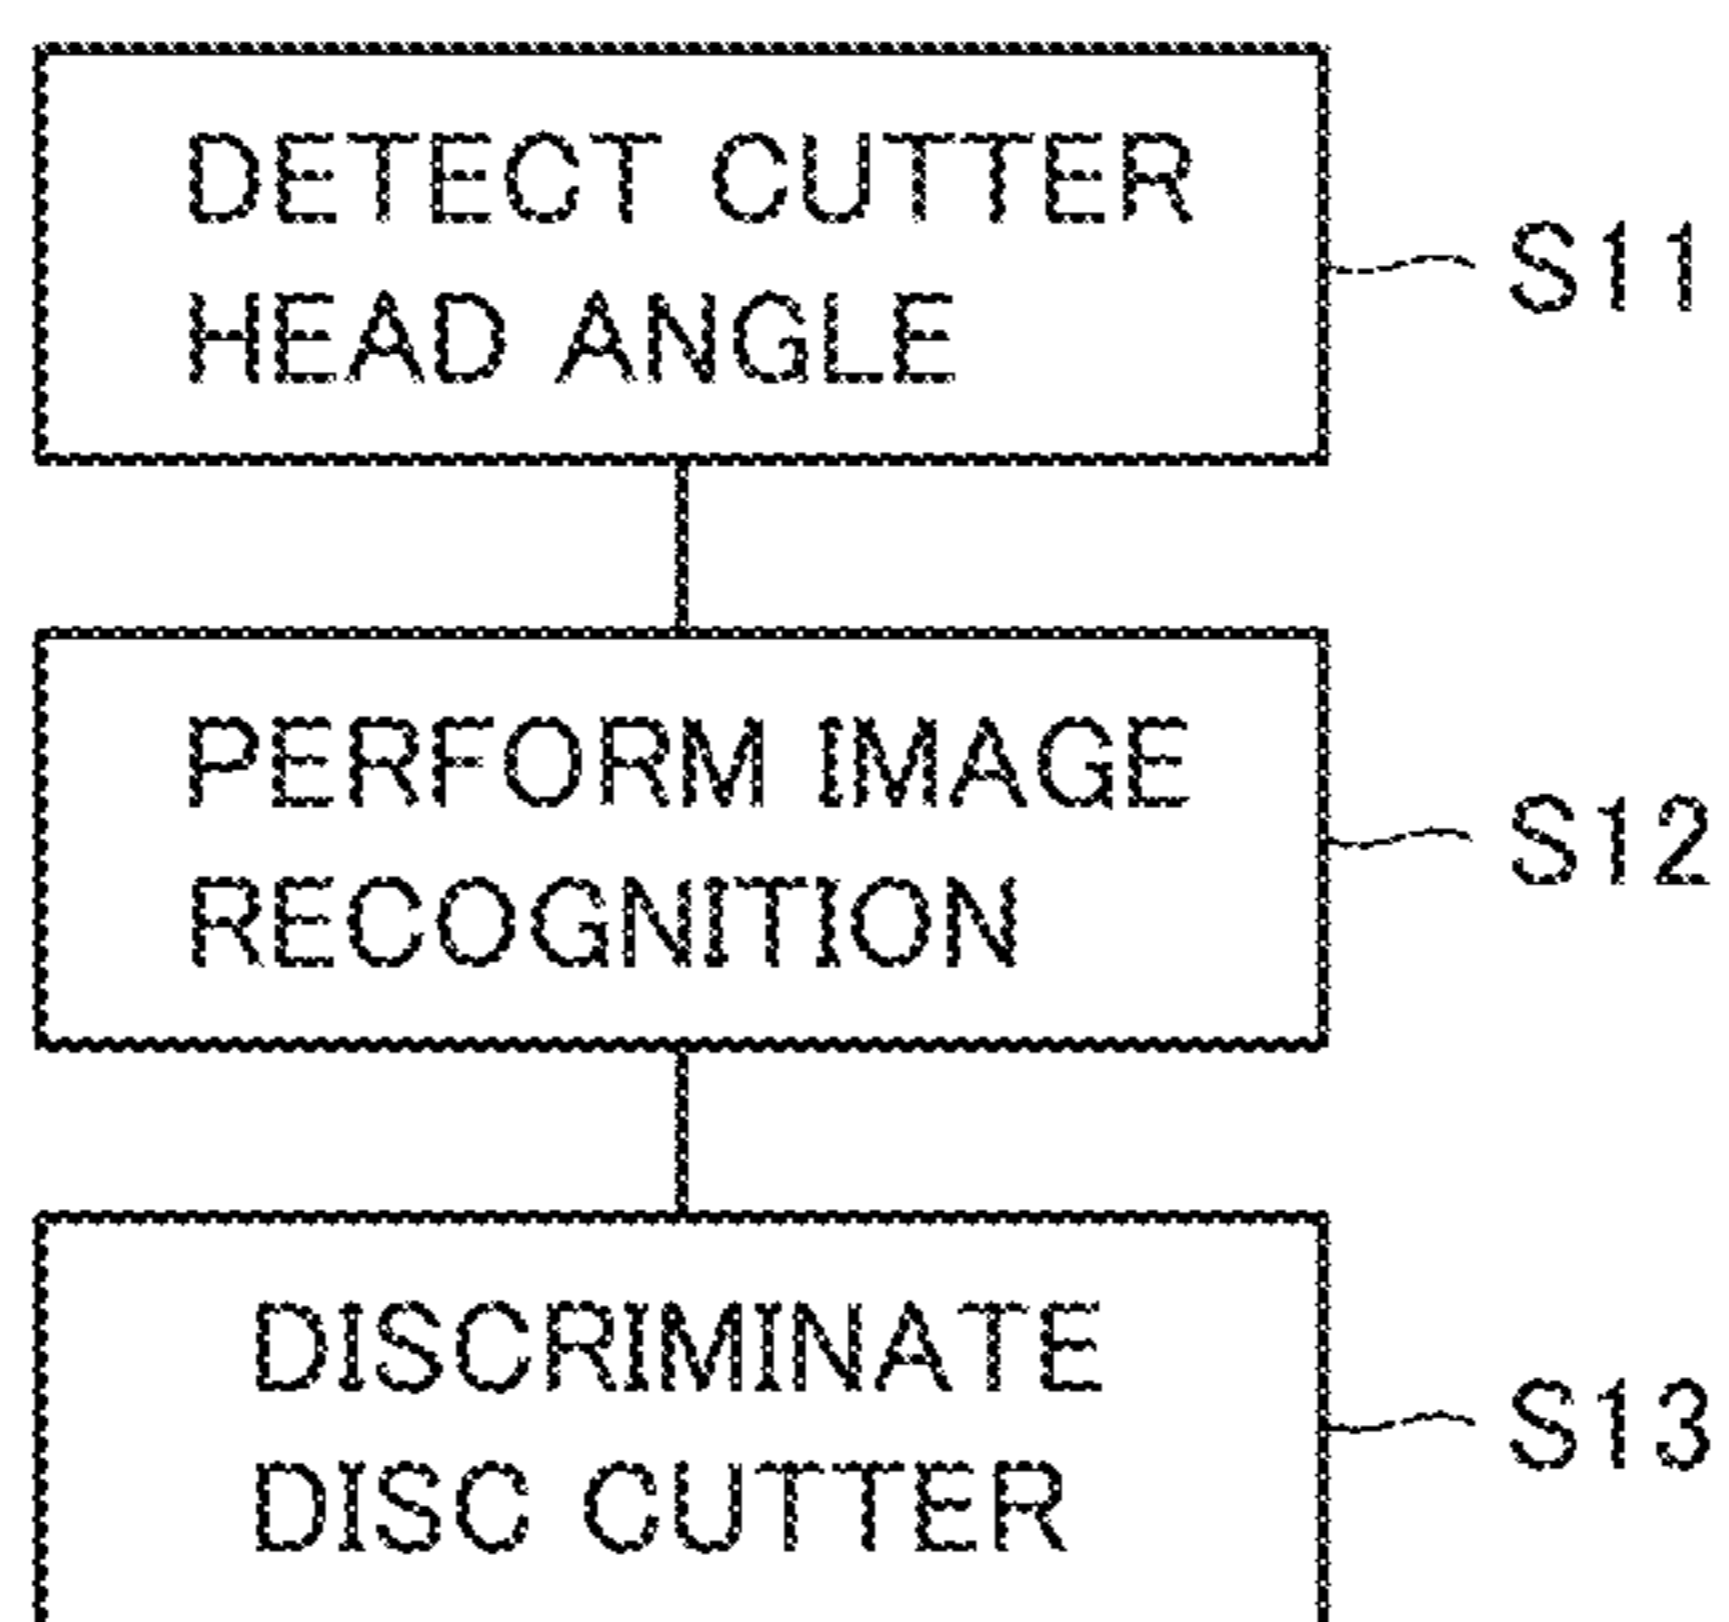 DETECT CUTTER
HEAD ANGLE
S11
PERFORM IMAGE
RECOGNITION
S12
DISCRIMINATE
DISC CUTTER
S13